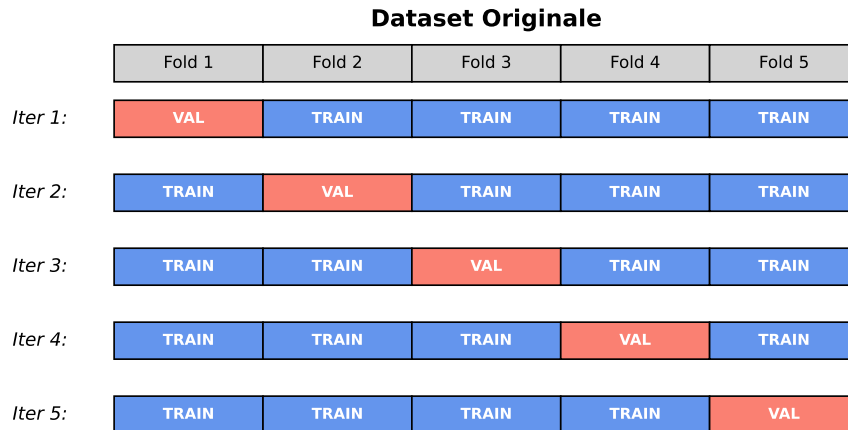 Dataset Originale
Fold 1 Fold 2 Fold 3 Fold 4 Fold 5
Iter 1: VAL TRAIN TRAIN TRAIN TRAIN
Iter 2: TRAIN VAL TRAIN TRAIN TRAIN
Iter 3: TRAIN TRAIN VAL TRAIN TRAIN
Iter 4: TRAIN TRAIN TRAIN VAL TRAIN
Iter 5: TRAIN TRAIN TRAIN TRAIN VAL